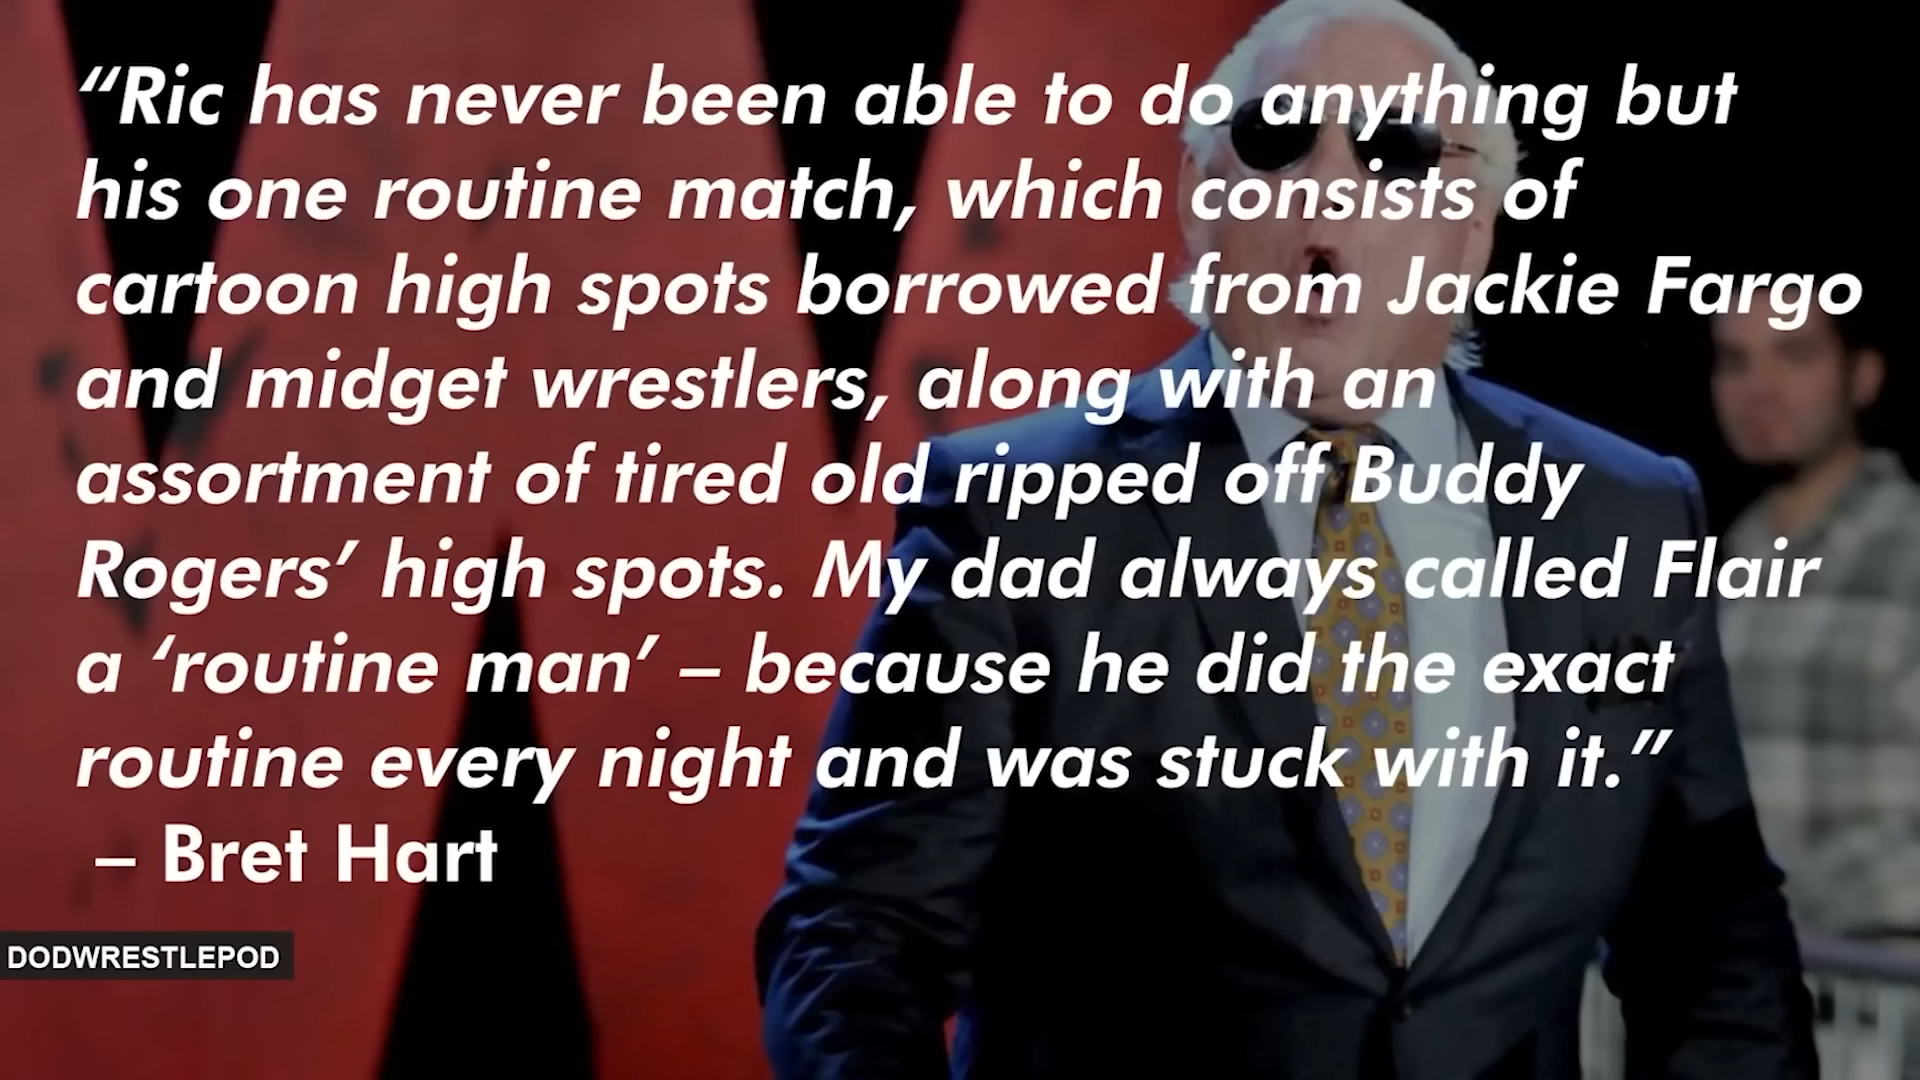 “Ric has never been able to do anything but
his one routine match, which consists of
cartoon high spots borrowed from Jackie Fargo
and midget wrestlers, along with an
assortment of tired old ripped off Buddy
Rogers’ high spots. My dad always called Flair
a ‘routine man’ – because he did the exact
routine every night and was stuck with it.”
– Bret Hart
DODWRESTLEPOD